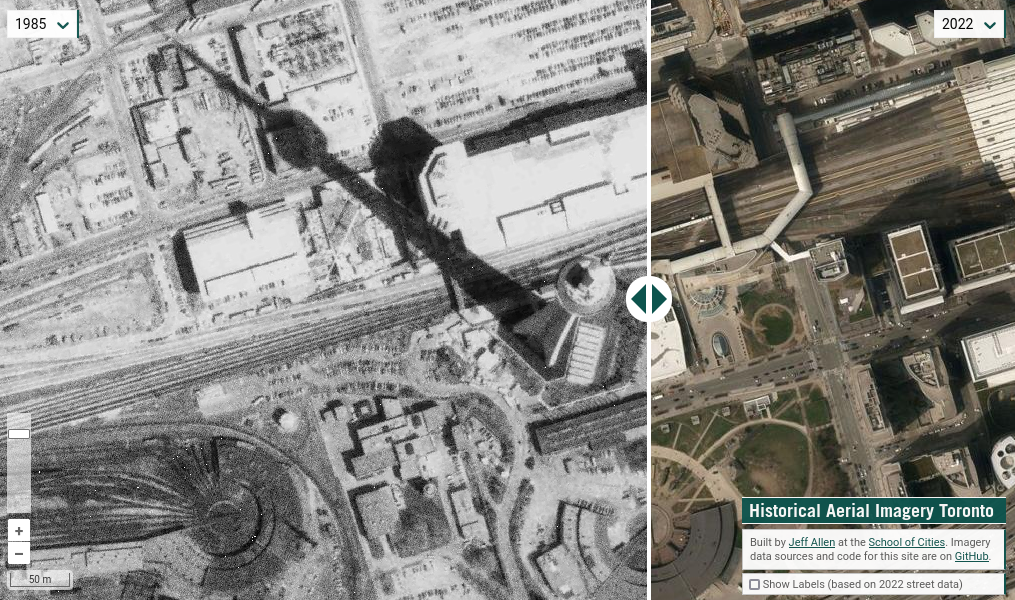 1985
2022
Historical Aerial Imagery Toronto
Built by Jeff Allen at the School of Cities. Imagery
data sources and code for this site are on GitHub.
Show Labels (based on 2022 street data)
+
−
50 m